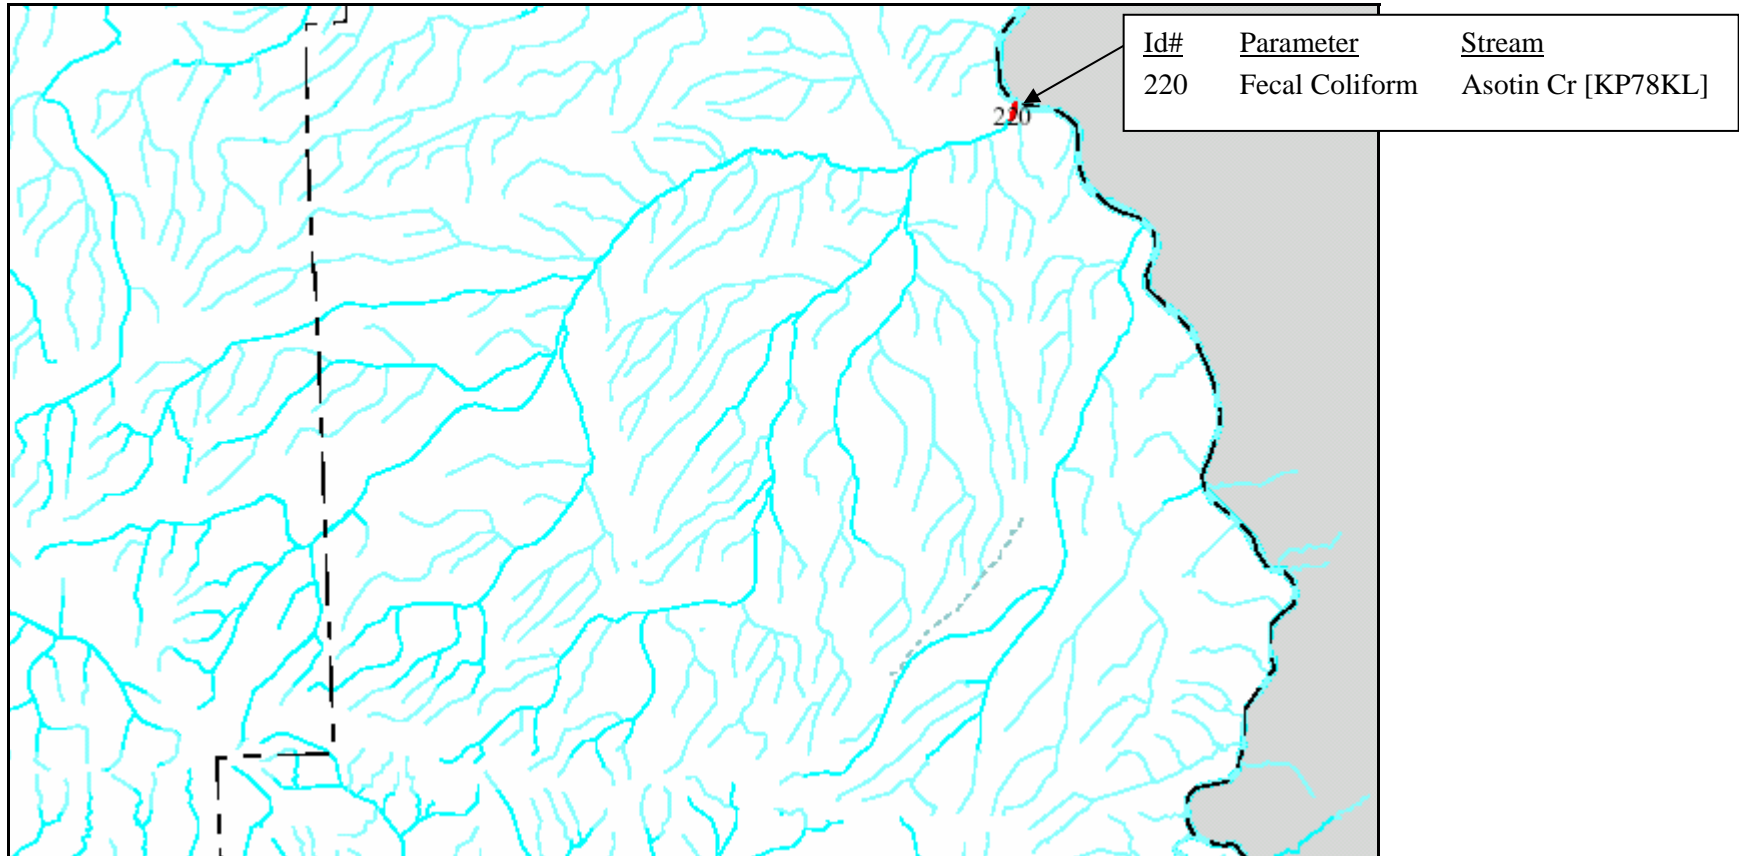 Id# Parameter Stream
220 Fecal Coliform Asotin Cr [KP78KL]
220